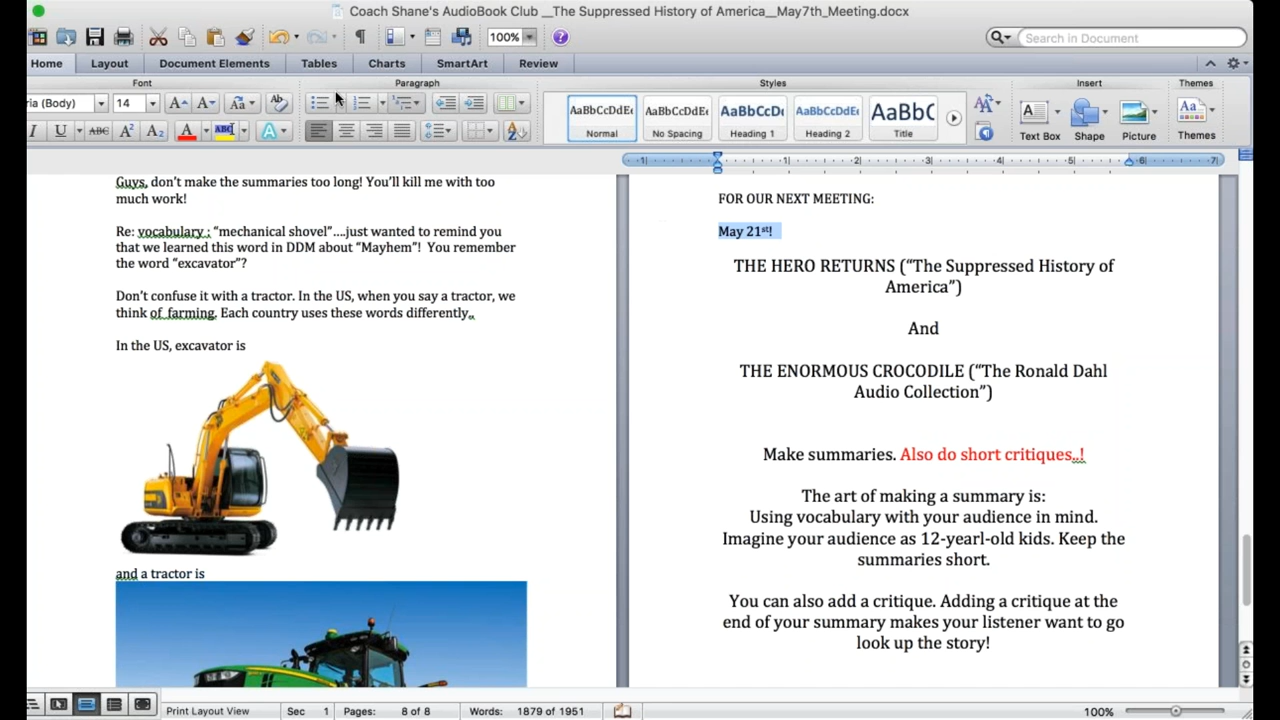 Coach Shane's AudioBook Club __The Suppressed History of America__May7th_Meeting.docx
100%
Search in Document
Home Layout Document Elements Tables Charts SmartArt Review
Font Paragraph Styles Insert Themes
ria (Body) 14
AaBbCcDdEe AaBbCcDdEe AaBbCcDc AaBbCcDdEe AaBbC
Normal No Spacing Heading 1 Heading 2 Title
Text Box Shape Picture Themes
Guys, don't make the summaries too long! You'll kill me with too
much work!
Re: vocabulary : “mechanical shovel”….just wanted to remind you
that we learned this word in DDM about “Mayhem”! You remember
the word “excavator”?
Don't confuse it with a tractor. In the US, when you say a tractor, we
think of farming. Each country uses these words differently,.
In the US, excavator is
and a tractor is
FOR OUR NEXT MEETING:
May 21st!
THE HERO RETURNS (“The Suppressed History of
America”)
And
THE ENORMOUS CROCODILE (“The Ronald Dahl
Audio Collection”)
Make summaries. Also do short critiques..!
The art of making a summary is:
Using vocabulary with your audience in mind.
Imagine your audience as 12-yearl-old kids. Keep the
summaries short.
You can also add a critique. Adding a critique at the
end of your summary makes your listener want to go
look up the story!
Print Layout View Sec 1 Pages: 8 of 8 Words: 1879 of 1951 100%